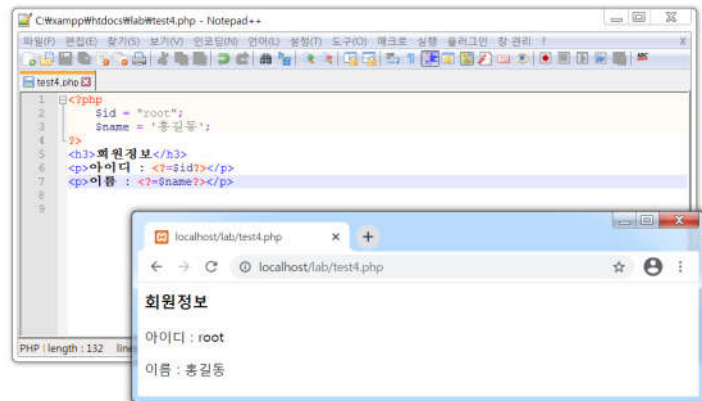 C:₩xampp₩htdocs₩lab₩test4.php - Notepad++
파일(F) 편집(E) 찾기(S) 보기(V) 인코딩(N) 언어(L) 설정(T) 도구(O) 매크로 실행 플러그인 창 관리 ? X
test4.php
1 <?php
2 $id = "root";
3 $name = '홍길동';
4 ?>
5 <h3>회원정보</h3>
6 <p>아이디 : <?=$id?></p>
7 <p>이름 : <?=$name?></p>
8
9
localhost/lab/test4.php
localhost/lab/test4.php
회원정보
아이디 : root
이름 : 홍길동
PHP length : 132